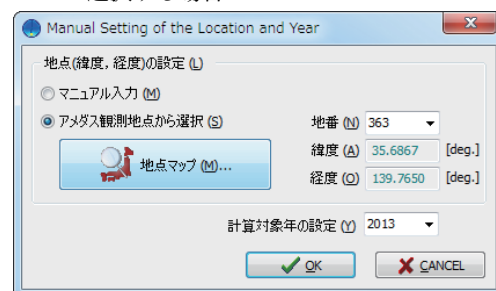 Manual Setting of the Location and Year
地点(緯度, 経度)の設定 (L)
マニュアル入力 (M)
アメダス観測地点から選択 (S)
地番 (N) 363
地点マップ (M)...
緯度 (A) 35.6867 [deg.]
経度 (O) 139.7650 [deg.]
計算対象年の設定 (Y) 2013
OK
CANCEL